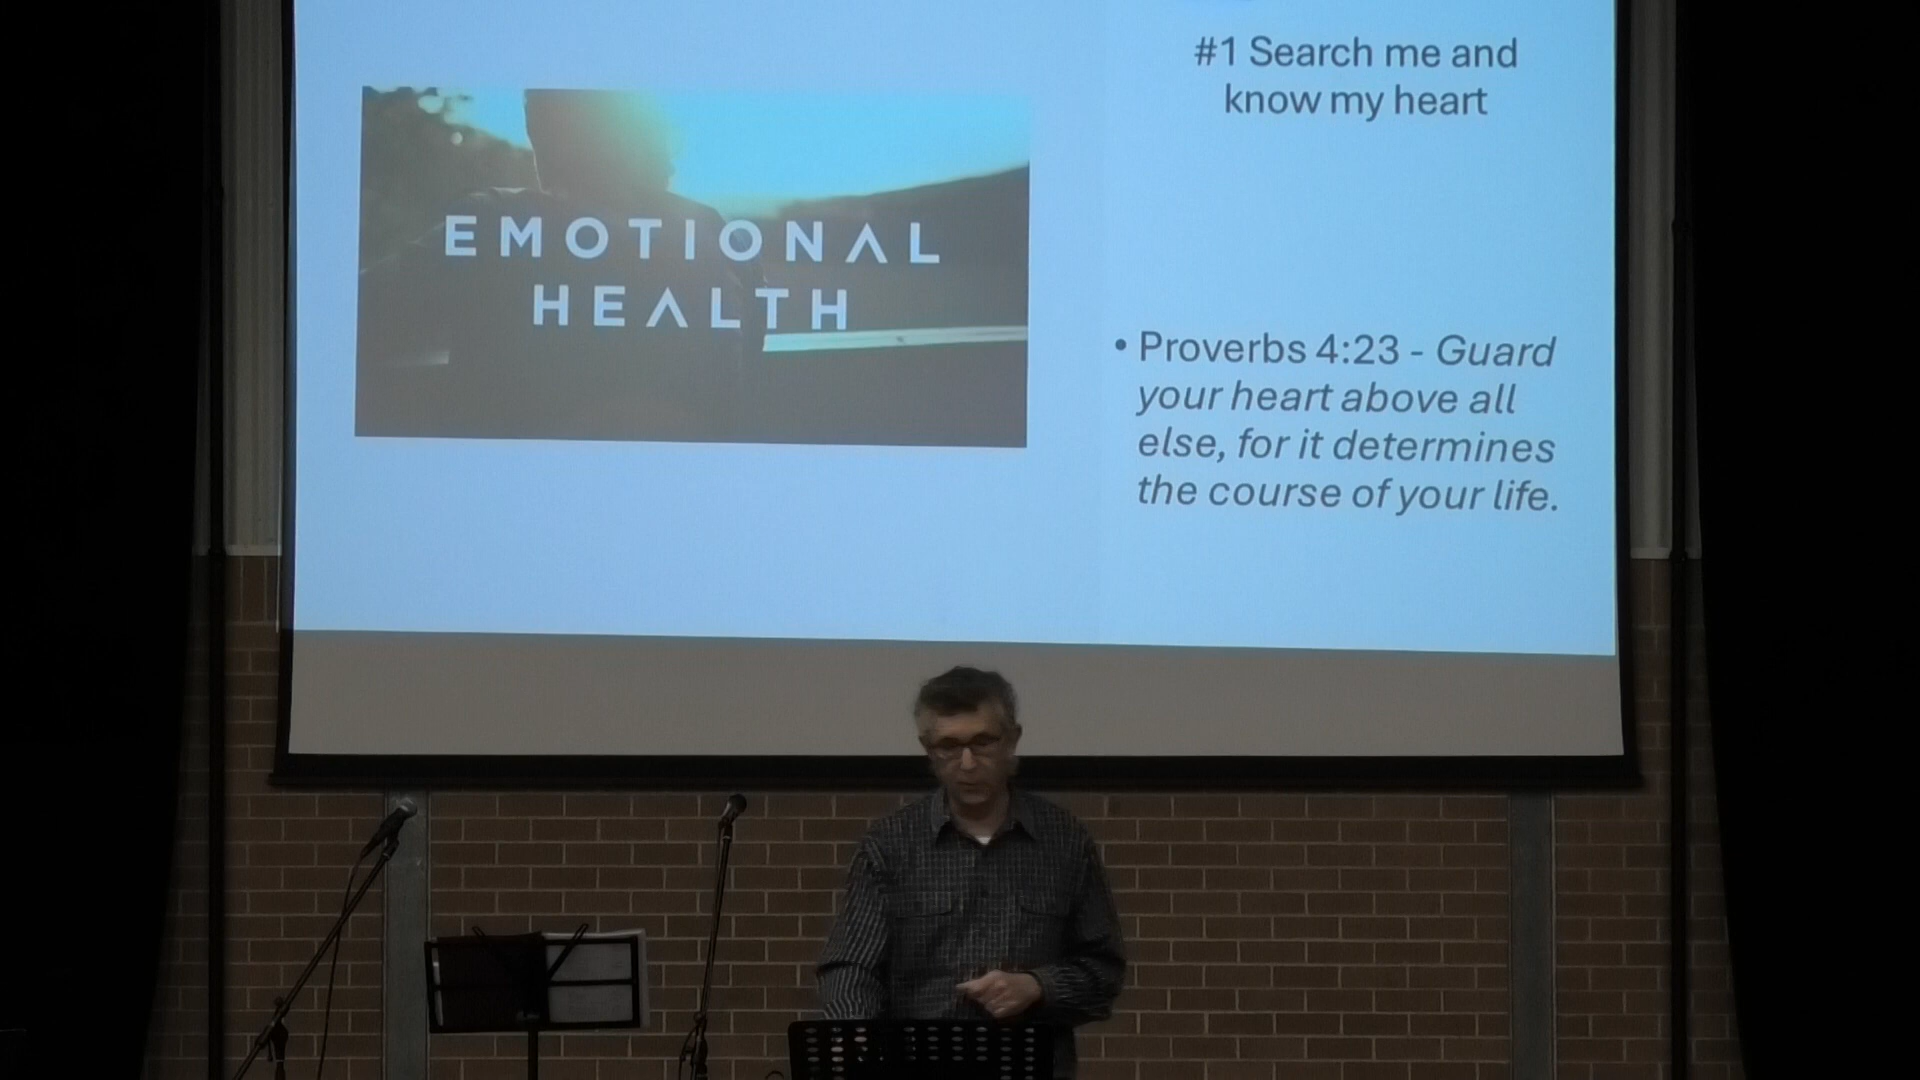 #1 Search me and
know my heart
EMOTIONAL
HEALTH
• Proverbs 4:23 - Guard
your heart above all
else, for it determines
the course of your life.